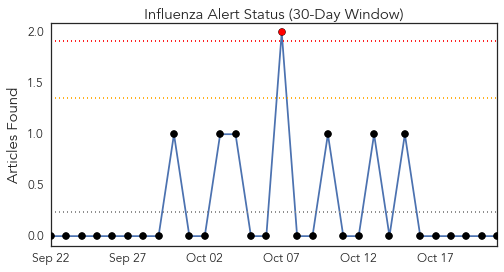 Influenza Alert Status (30-Day Window)
Articles Found
2.0
1.5
1.0
0.5
0.0
Sep 22 Sep 27 Oct 02 Oct 07 Oct 12 Oct 17